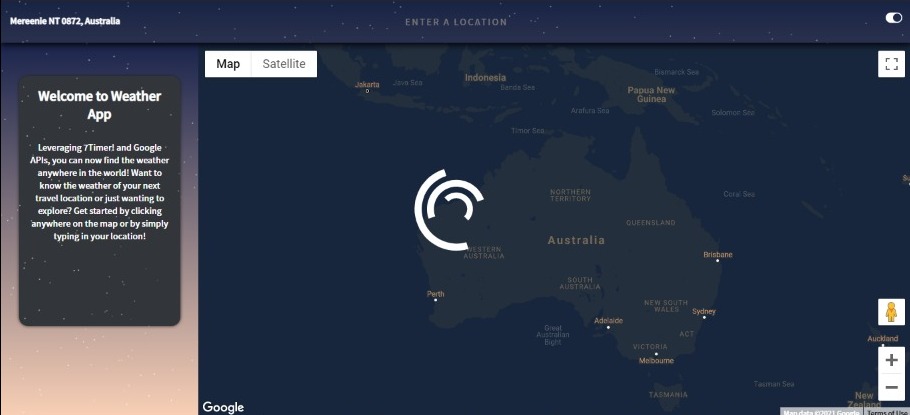 Mereenie NT 0872, Australia
ENTER A LOCATION
Map
Satellite
Welcome to Weather
App
Leveraging 7Timer! and Google
APIs, you can now find the weather
anywhere in the world! Want to
know the weather of your next
travel location or just wanting to
explore? Get started by clicking
anywhere on the map or by simply
typing in your location!
Jakarta
Java Sea
Indonesia
Banda Sea
Bismarck Sea
Papua New
Guinea
Arafura Sea
Solomon Sea
Timor Sea
Coral Sea
NORTHERN
TERRITORY
QUEENSLAND
Australia
WESTERN
AUSTRALIA
Brisbane
SOUTH
AUSTRALIA
Perth
NEW SOUTH
WALES
Sydney
Adelaide
Great
Australian
Bight
ACT
VICTORIA
Melbourne
Auckland
Tasman Sea
TASMANIA
New
Zealand
Google
Map data ©2021 Google
Terms of Use